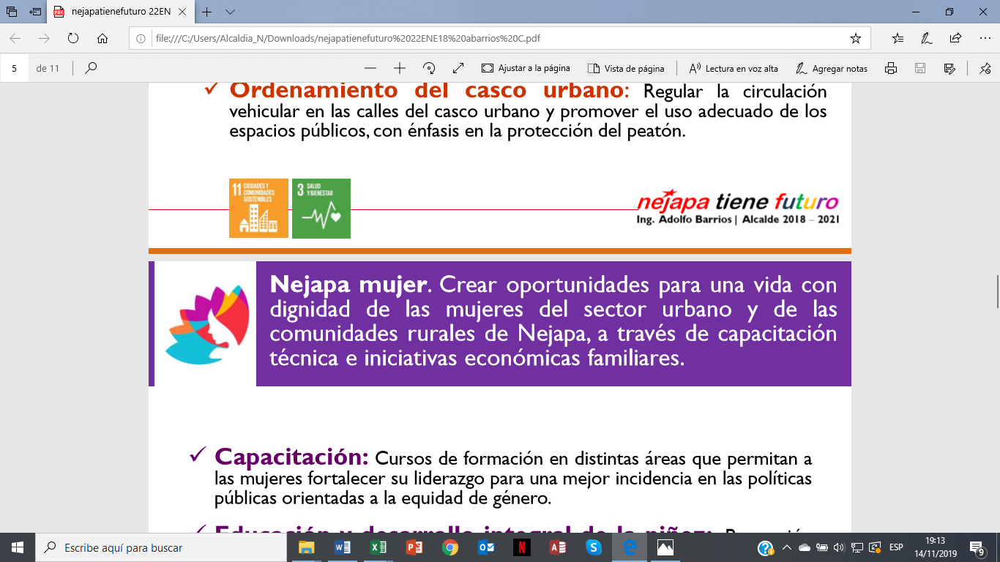 nejapatienefuturo 22EN
file:///C:/Users/Alcaldia_N/Downloads/nejapatienefuturo%2022ENE18%20abarrios%20C.pdf
5 de 11 Ajustar a la página Vista de página Lectura en voz alta Agregar notas
Ordenamiento del casco urbano: Regular la circulación
vehicular en las calles del casco urbano y promover el uso adecuado de los
espacios públicos, con énfasis en la protección del peatón.
11 CIUDADES Y
COMUNIDADES
SOSTENIBLES
3 SALUD
Y BIENESTAR
nejapa tiene futuro
Ing. Adolfo Barrios | Alcalde 2018 – 2021
Nejapa mujer. Crear oportunidades para una vida con
dignidad de las mujeres del sector urbano y de las
comunidades rurales de Nejapa, a través de capacitación
técnica e iniciativas económicas familiares.
Capacitación: Cursos de formación en distintas áreas que permitan a
las mujeres fortalecer su liderazgo para una mejor incidencia en las políticas
públicas orientadas a la equidad de género.
Educación y desarrollo integral de la niñez:
Escribe aquí para buscar
ESP
19:13
14/11/2019
9